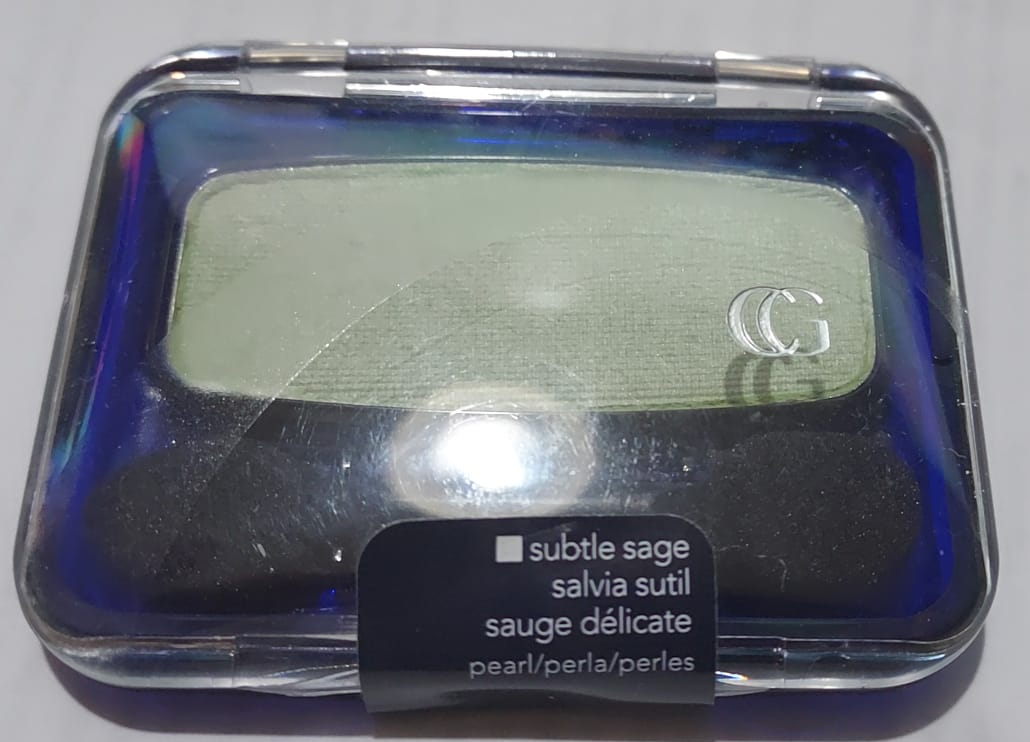 CG
subtle sage
salvia sutil
sauge délicate
pearl/perla/perles